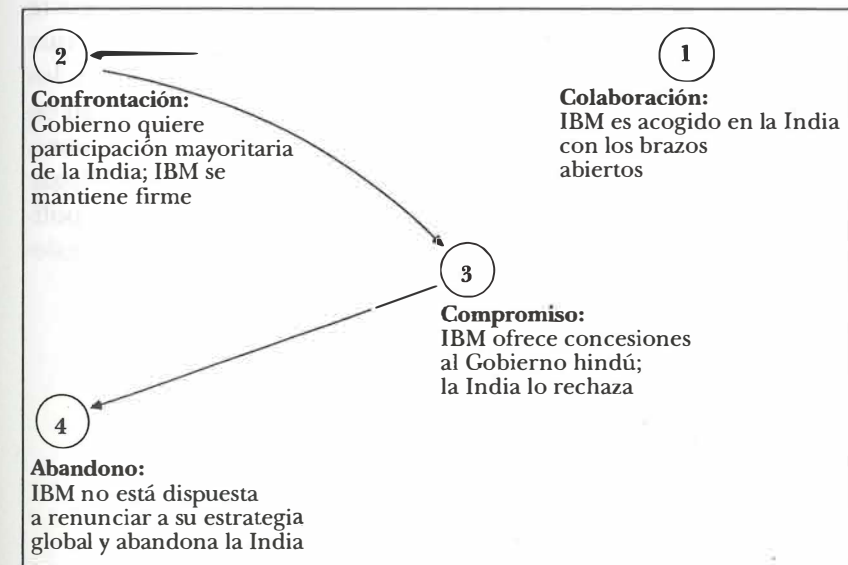 2
Confrontación:
Gobierno quiere
participación mayoritaria
de la India; IBM se
mantiene firme
1
Colaboración:
IBM es acogido en la India
con los brazos
abiertos
3
Compromiso:
IBM ofrece concesiones
al Gobierno hindú;
la India lo rechaza
4
Abandono:
IBM no está dispuesta
a renunciar a su estrategia
global y abandona la India